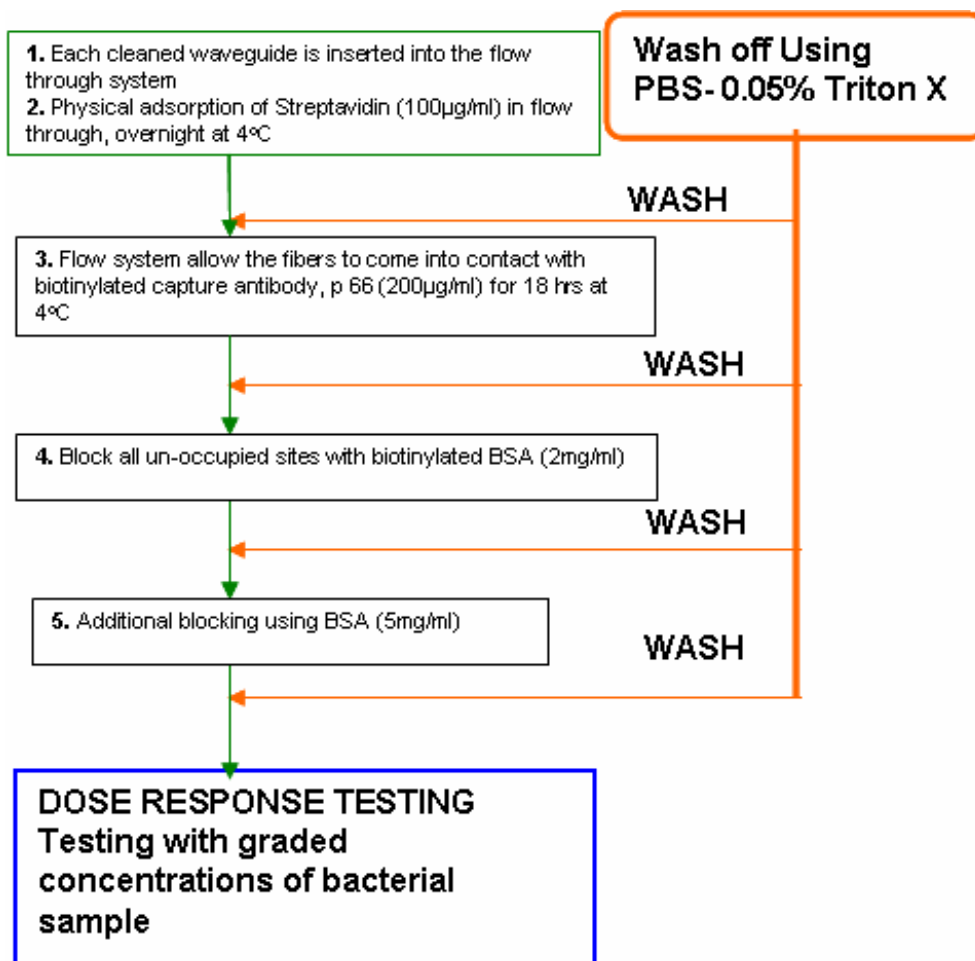 1. Each cleaned waveguide is inserted into the flow
through system
2. Physical adsorption of Streptavidin (100µg/ml) in flow
through, overnight at 4ºC
Wash off Using
PBS- 0.05% Triton X
WASH
3. Flow system allow the fibers to come into contact with
biotinylated capture antibody, p 66 (200µg/ml) for 18 hrs at
4ºC
WASH
4. Block all un-occupied sites with biotinylated BSA (2mg/ml)
WASH
5. Additional blocking using BSA (5mg/ml)
WASH
DOSE RESPONSE TESTING
Testing with graded
concentrations of bacterial
sample